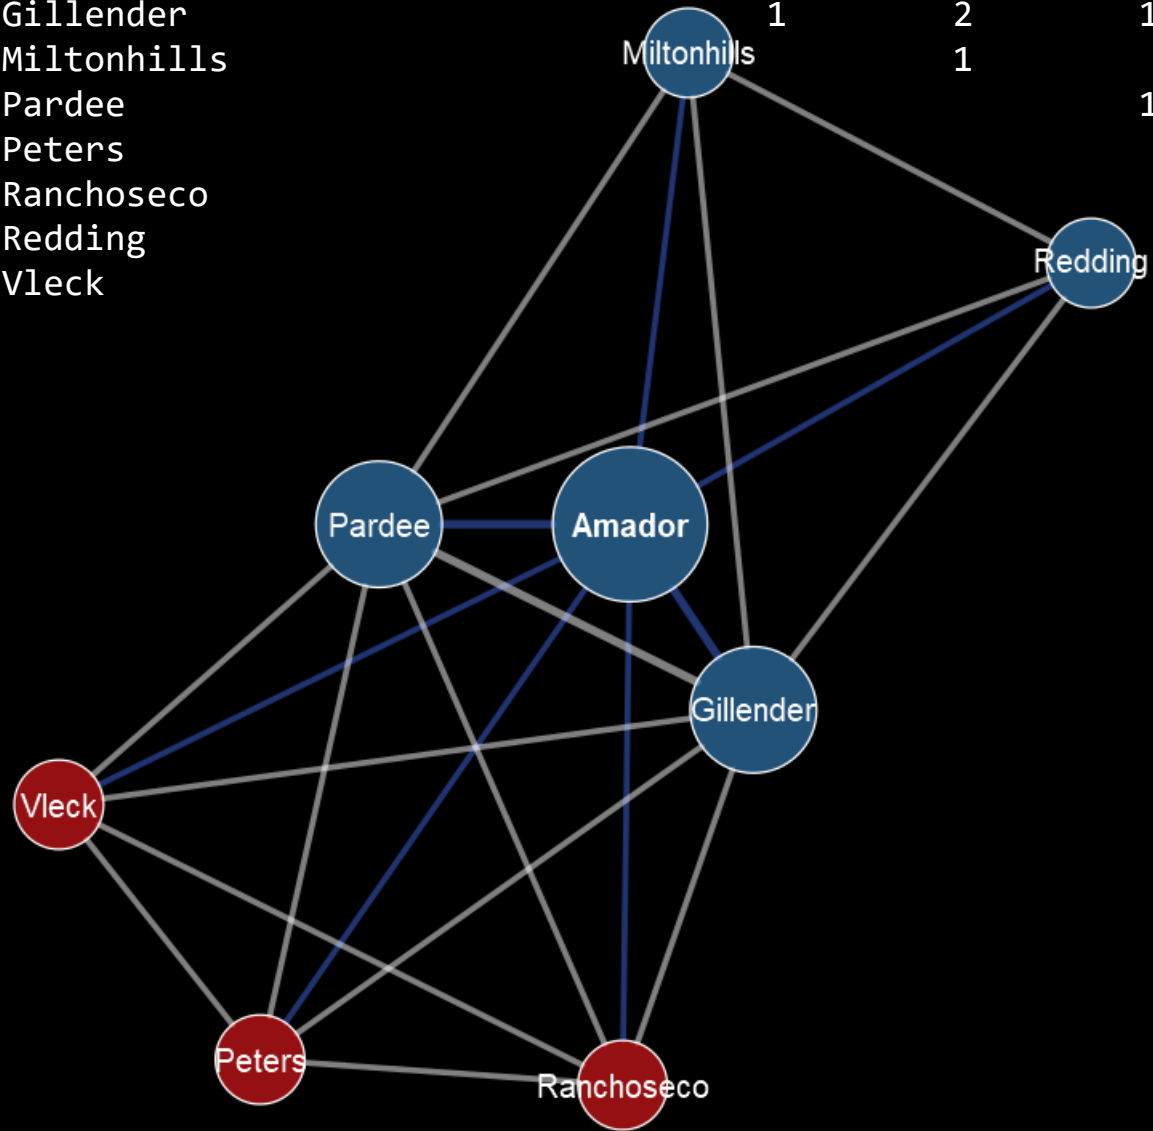 Gillender 1 2 1
Miltonhills 1
Pardee 1
Peters
Ranchoseco
Redding
Vleck
Miltonhills
Redding
Pardee
Amador
Gillender
Vleck
Peters
Ranchoseco